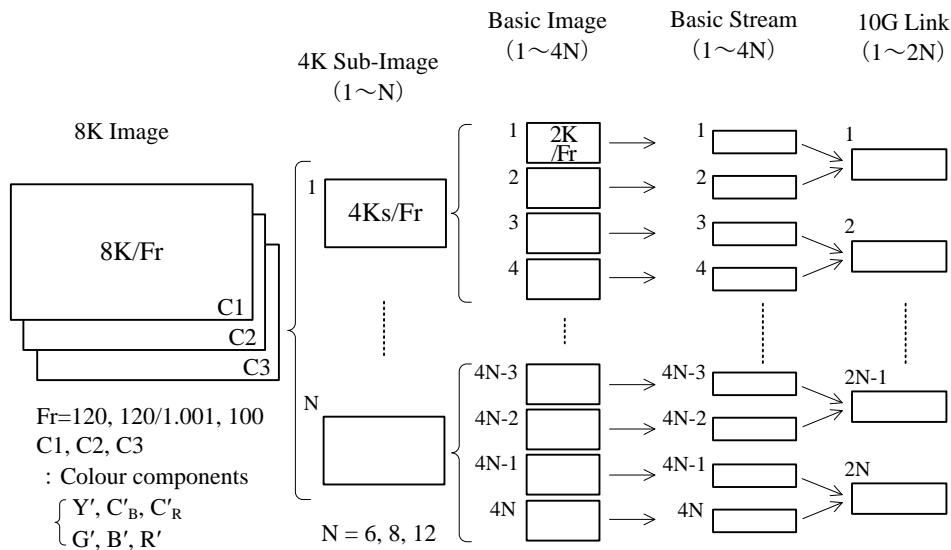 Basic Image
(1～4N)
Basic Stream
(1～4N)
10G Link
(1～2N)
4K Sub-Image
(1～N)
8K Image
8K/Fr
C1
C2
C3
1
4Ks/Fr
N
1
2K
/Fr
2
3
4
4N-3
4N-2
4N-1
4N
1
2
3
4
4N-3
4N-2
4N-1
4N
1
2
2N-1
2N
Fr=120, 120/1.001, 100
C1, C2, C3
: Colour components
Y′, C′B, C′R
G′, B′, R′
N = 6, 8, 12